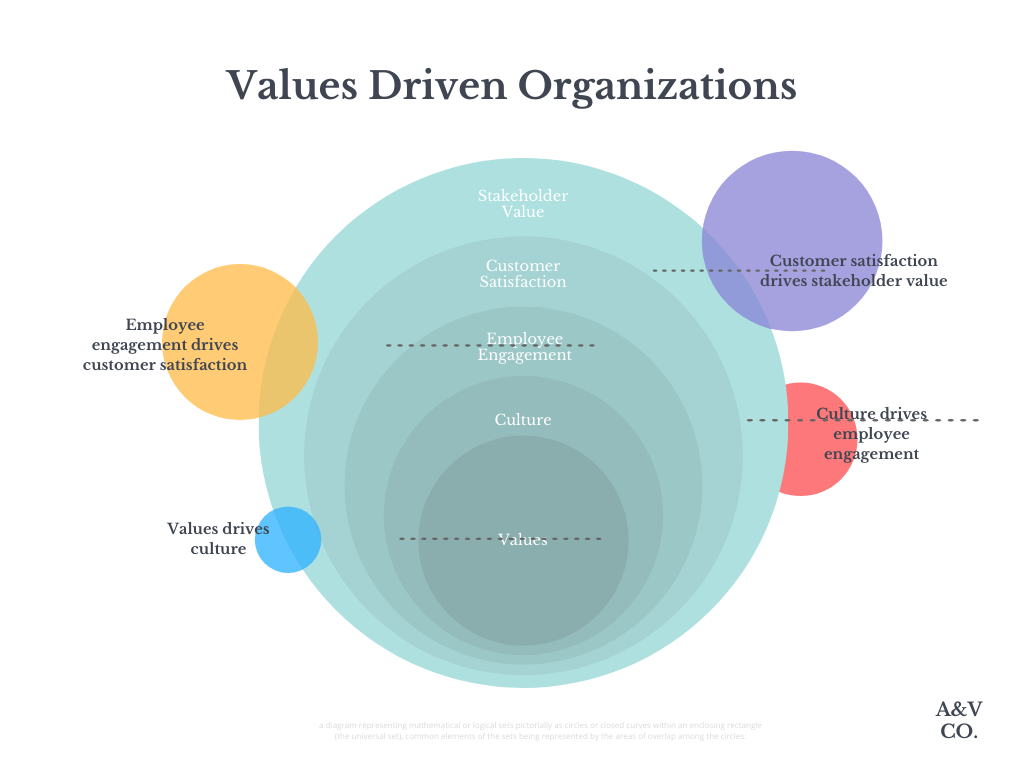 Values Driven Organizations
Stakeholder
Value
Customer
Satisfaction
Customer satisfaction
drives stakeholder value
Employee
engagement drives
customer satisfaction
Employee
Engagement
Culture
Culture drives
employee
engagement
Values drives
culture
Values
a diagram representing mathematical or logical sets pictorially as circles or closed curves within an enclosing rectangle
(the universal set), common elements of the sets being represented by the areas of overlap among the circles.
A&V
CO.